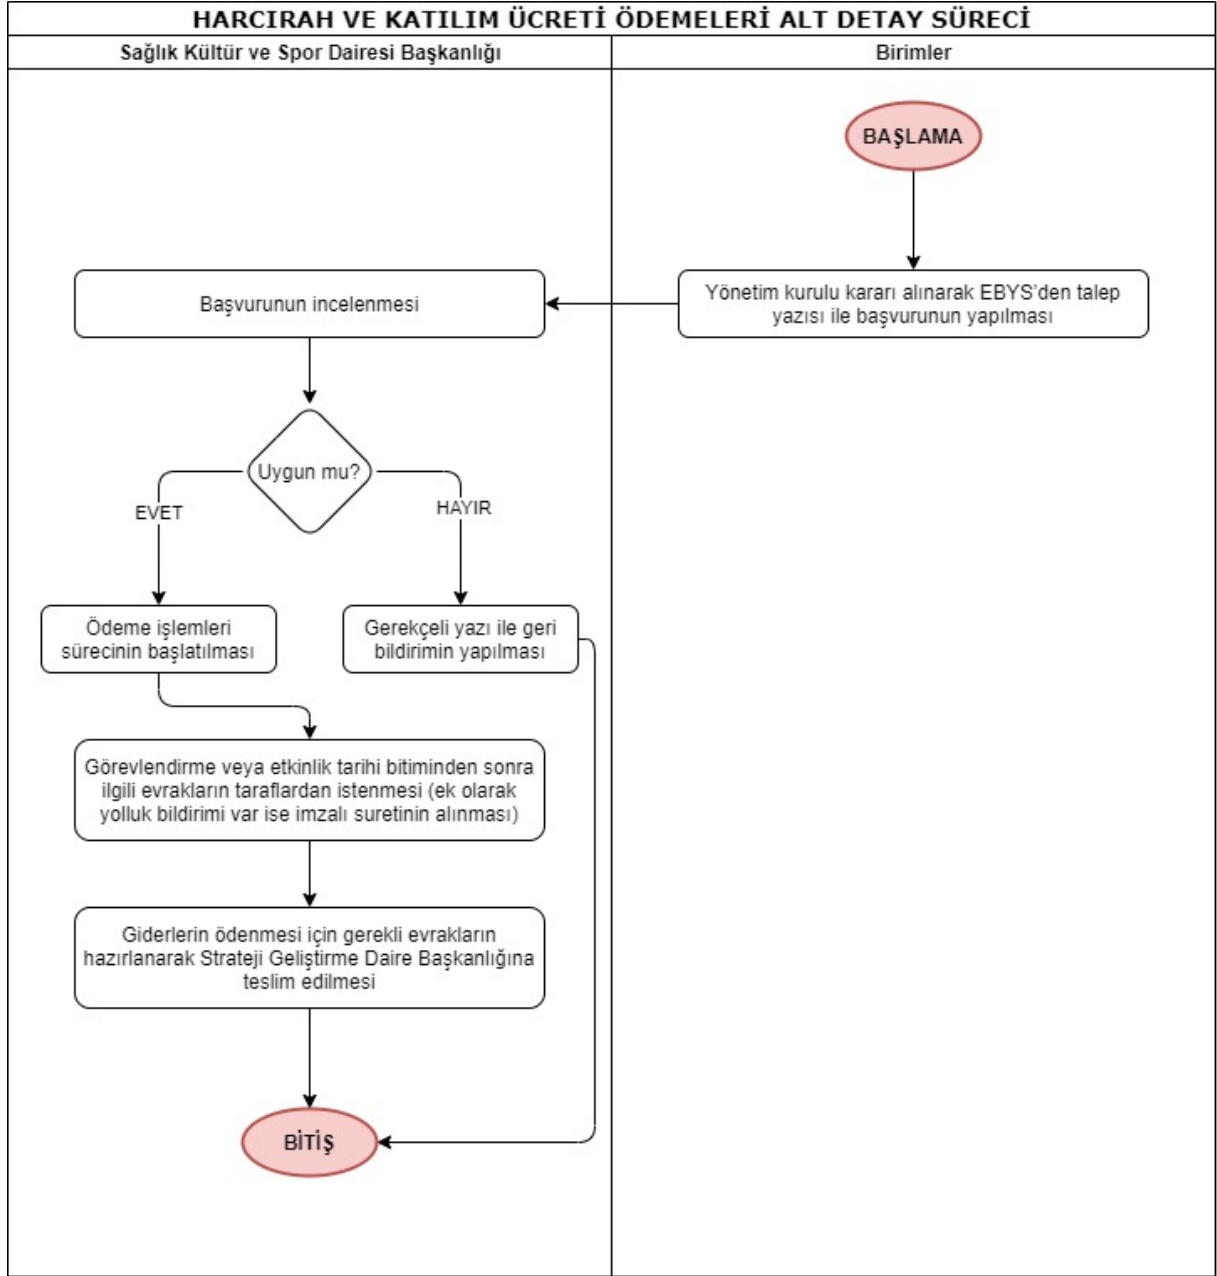 HARCIRAH VE KATILIM ÜCRETİ ÖDEMELERİ ALT DETAY SÜRECİ
Sağlık Kültür ve Spor Dairesi Başkanlığı
Birimler
BAŞLAMA
Yönetim kurulu kararı alınarak EBYS'den talep
yazısı ile başvurunun yapılması
Başvurunun incelenmesi
Uygun mu?
EVET
HAYIR
Ödeme işlemleri
sürecinin başlatılması
Gerekçeli yazı ile geri
bildirimin yapılması
Görevlendirme veya etkinlik tarihi bitiminden sonra
ilgili evrakların taraflardan istenmesi (ek olarak
yolluk bildirimi var ise imzalı suretinin alınması)
Giderlerin ödenmesi için gerekli evrakların
hazırlanarak Strateji Geliştirme Daire Başkanlığına
teslim edilmesi
BİTİŞ